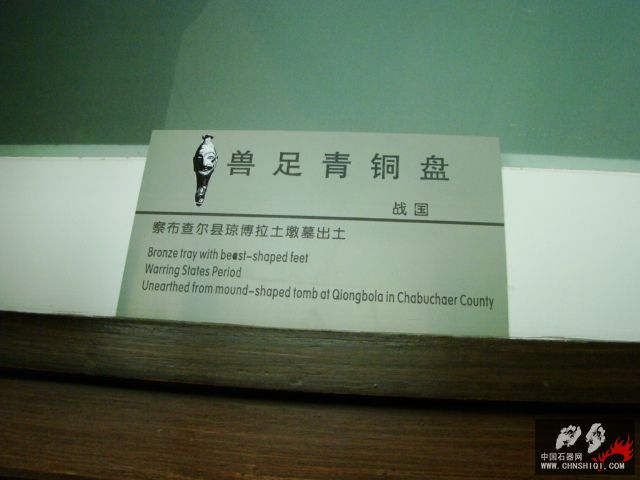 兽足青铜盘
战国
察布查尔县琼博拉土墩墓出土
Bronze tray with beast-shaped feet
Warring States Period
Unearthed from mound-shaped tomb at Qiongbola in Chabuchaer County
中国石器网
WWW.CHNSHIQI.COM